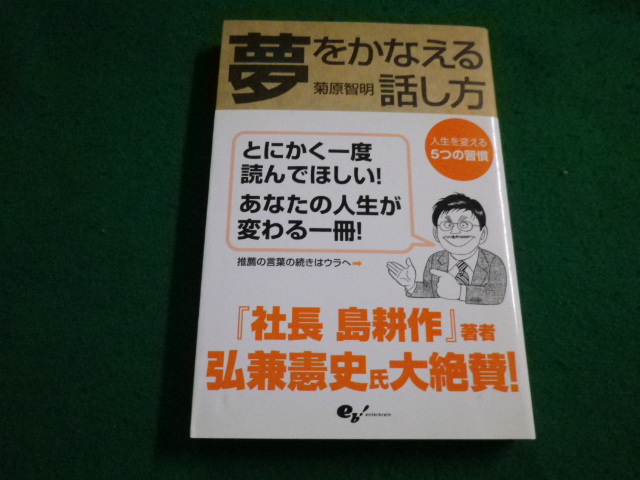 夢をかなえる
菊原智明 話し方
人生を変える
5つの習慣
とにかく一度
読んでほしい!
あなたの人生が
変わる一冊!
推薦の言葉の続きはウラへ➡
『社長 島耕作』著者
弘兼憲史氏大絶賛!
eb! enterbrain